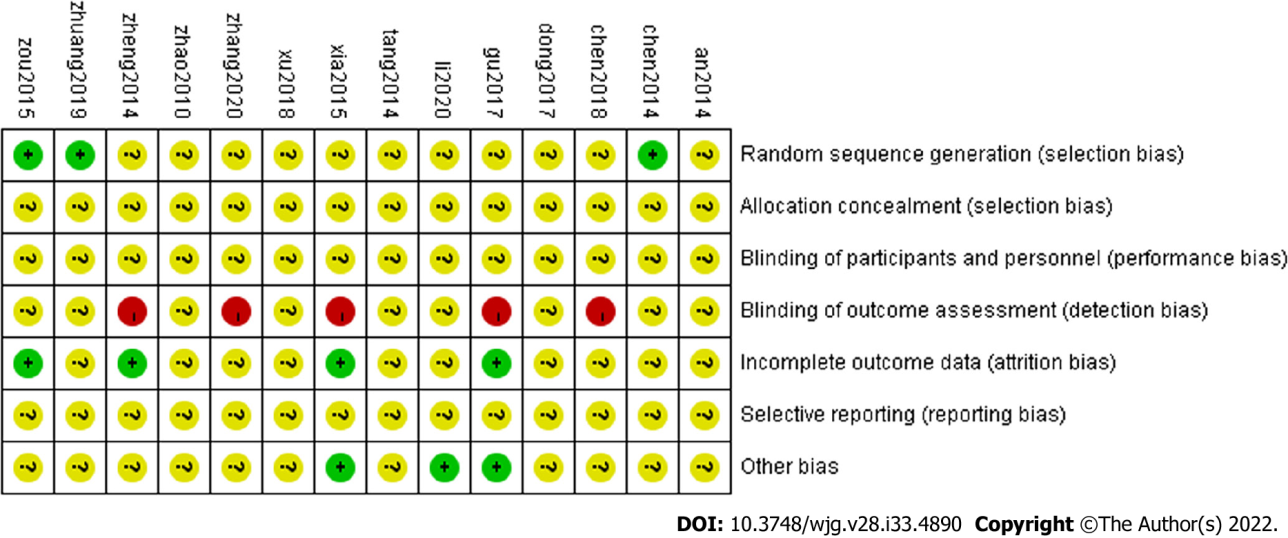 zou2015
zhuang2019
zheng2014
zhao2010
zhang2020
xu2018
xia2015
tang2014
li2020
gu2017
dong2017
chen2018
chen2014
an2014
+ + ? ? ? ? ? ? ? ? ? ? + ? Random sequence generation (selection bias)
? ? ? ? ? ? ? ? ? ? ? ? ? ? Allocation concealment (selection bias)
? ? ? ? ? ? ? ? ? ? ? ? ? ? Blinding of participants and personnel (performance bias)
? ? - ? - ? - ? ? - ? - ? ? Blinding of outcome assessment (detection bias)
+ ? + ? ? ? + ? ? + ? ? ? ? Incomplete outcome data (attrition bias)
? ? ? ? ? ? ? ? ? ? ? ? ? ? Selective reporting (reporting bias)
? ? ? ? ? ? + ? + + ? ? ? ? Other bias
DOI: 10.3748/wjg.v28.i33.4890 Copyright ©The Author(s) 2022.